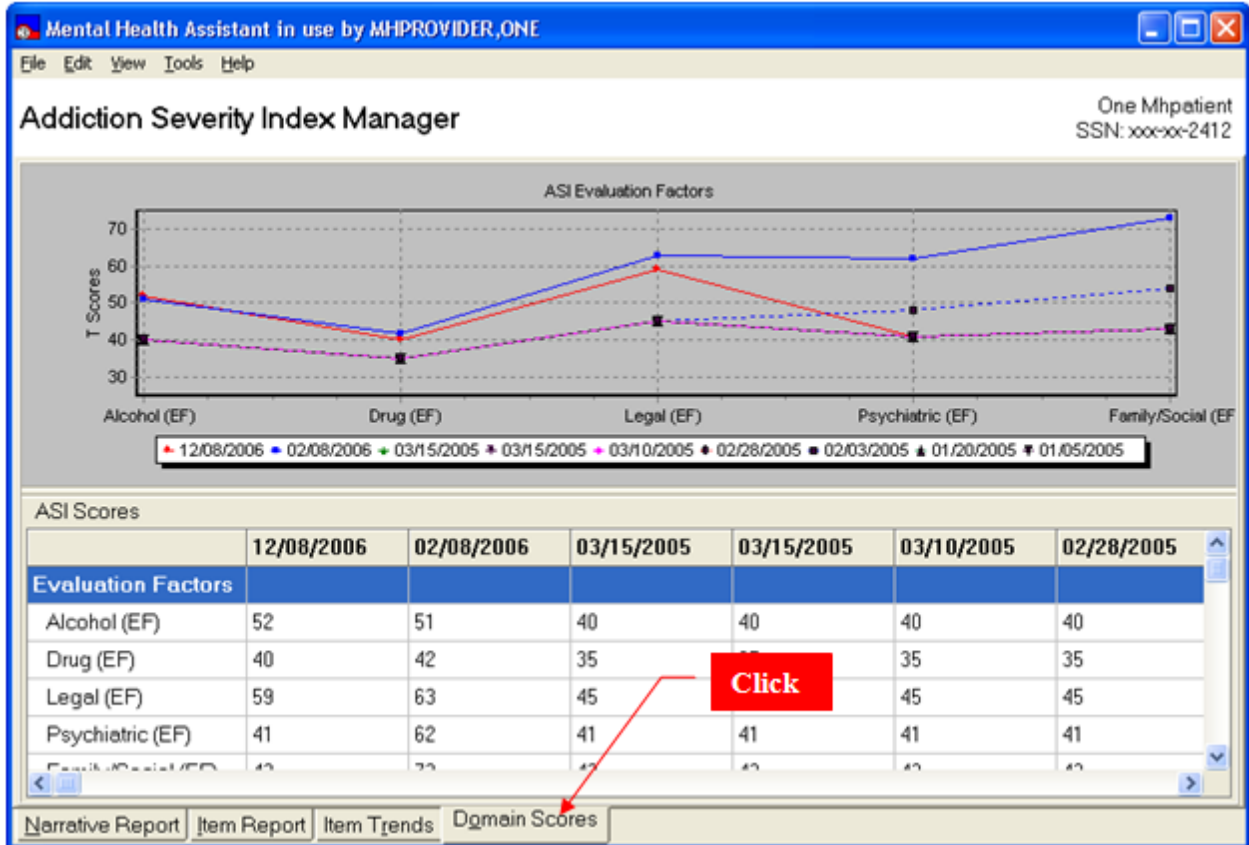 Mental Health Assistant in use by MHPROVIDER,ONE
File Edit View Tools Help
Addiction Severity Index Manager
One Mhpatient
SSN: xxx-xx-2412
ASI Evaluation Factors
T Scores
70
60
50
40
30
Alcohol (EF) Drug (EF) Legal (EF) Psychiatric (EF) Family/Social (EF
12/08/2006 02/08/2006 03/15/2005 03/15/2005 03/10/2005 02/28/2005 02/03/2005 01/20/2005 01/05/2005
ASI Scores
12/08/2006 02/08/2006 03/15/2005 03/15/2005 03/10/2005 02/28/2005
Evaluation Factors
Alcohol (EF) 52 51 40 40 40 40
Drug (EF) 40 42 35 35 35
Legal (EF) 59 63 45 45 45
Click
Psychiatric (EF) 41 62 41 41 41 41
Narrative Report Item Report Item Trends Domain Scores